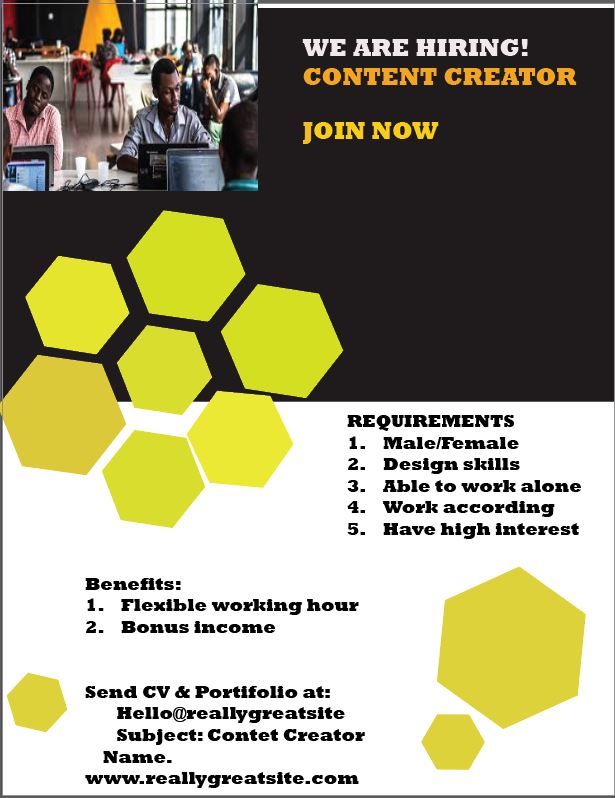 WE ARE HIRING!
CONTENT CREATOR
JOIN NOW
REQUIREMENTS
1. Male/Female
2. Design skills
3. Able to work alone
4. Work according
5. Have high interest
Benefits:
1. Flexible working hour
2. Bonus income
Send CV & Portifolio at:
Hello@reallygreatsite
Subject: Contet Creator
Name.
www.reallygreatsite.com